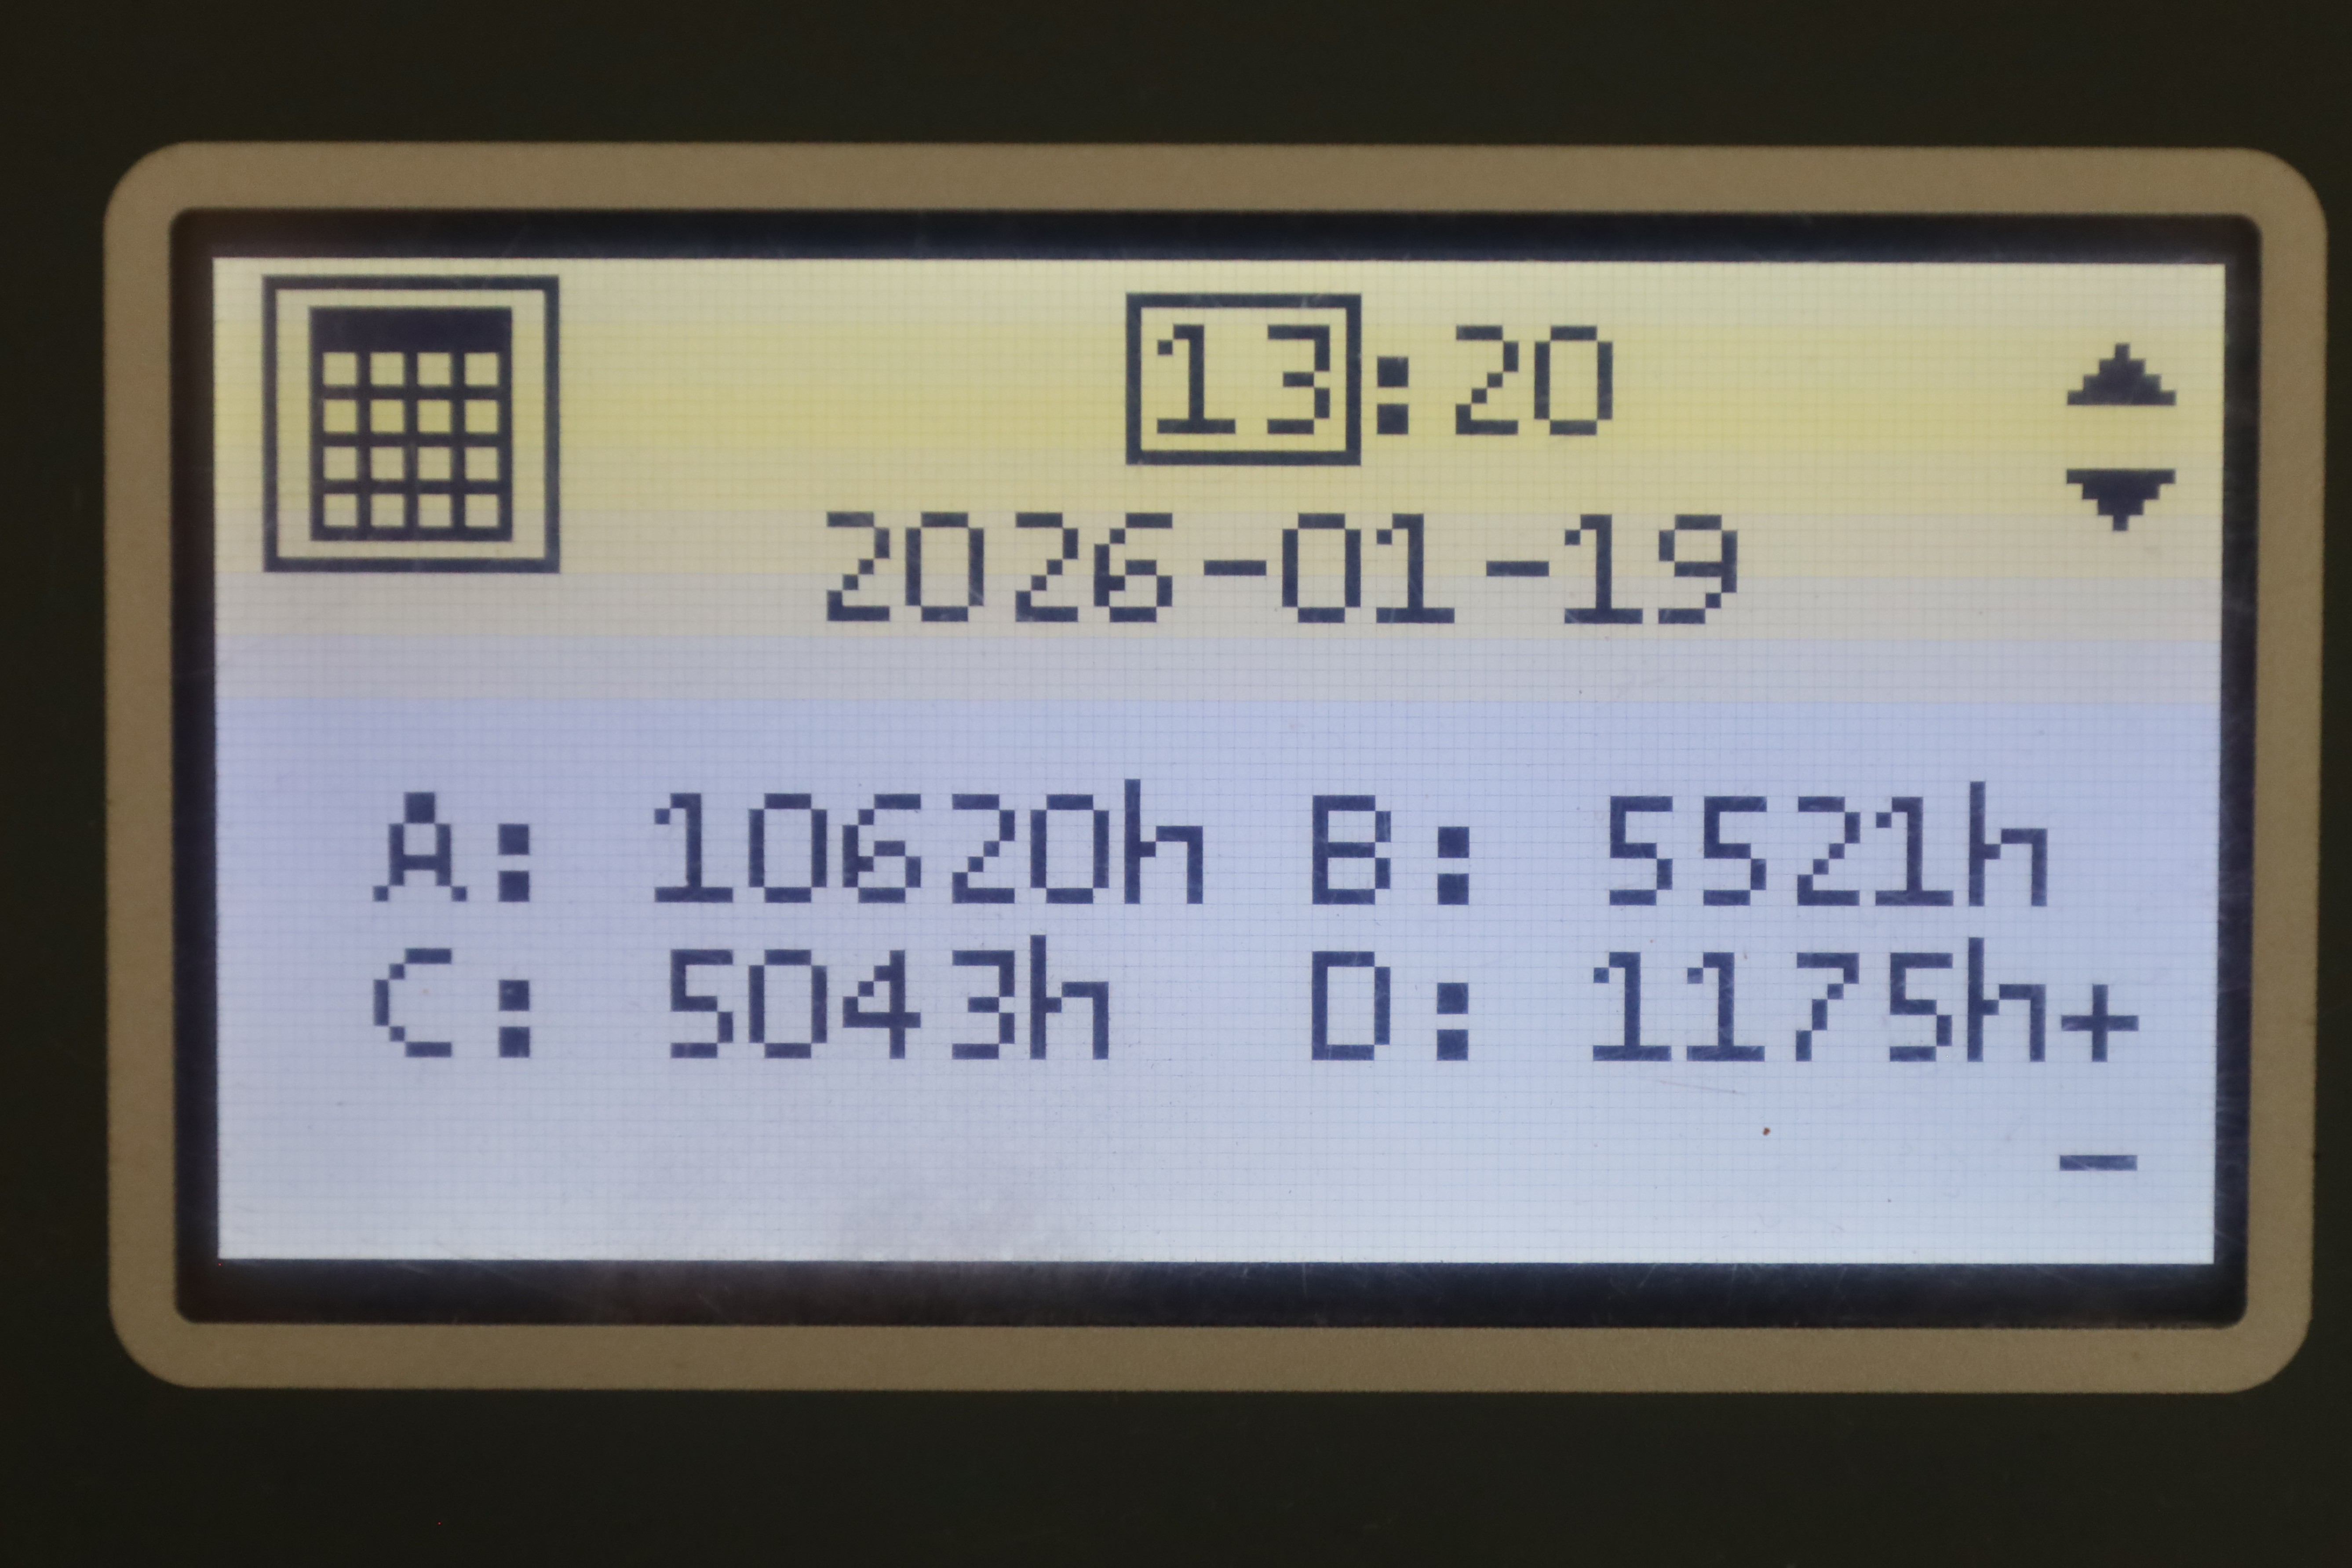 13:20
2026-01-19
A: 10620h B: 5521h
C: 5043h D: 1175h+
−